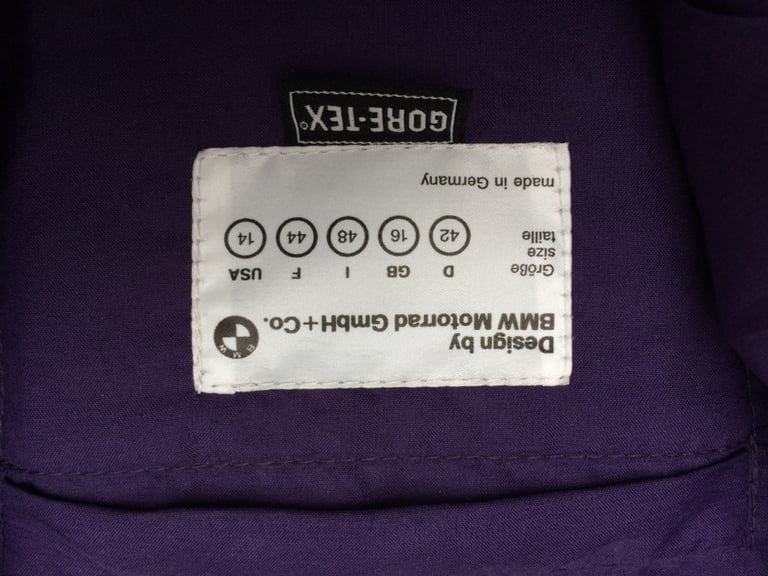 Design by
BMW Motorrad GmbH+Co.
BMW
Größe
size
taille
D GB I F USA
42 16 48 44 14
made in Germany
GORE-TEX®